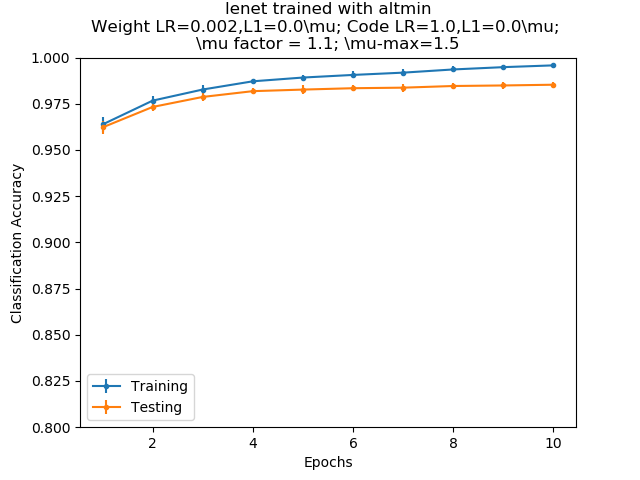 lenet trained with altmin
Weight LR=0.002,L1=0.0\mu; Code LR=1.0,L1=0.0\mu;
\mu factor = 1.1; \mu-max=1.5
1.000
0.975
0.950
0.925
0.900
0.875
0.850
0.825
0.800
Classification Accuracy
Training
Testing
2 4 6 8 10
Epochs